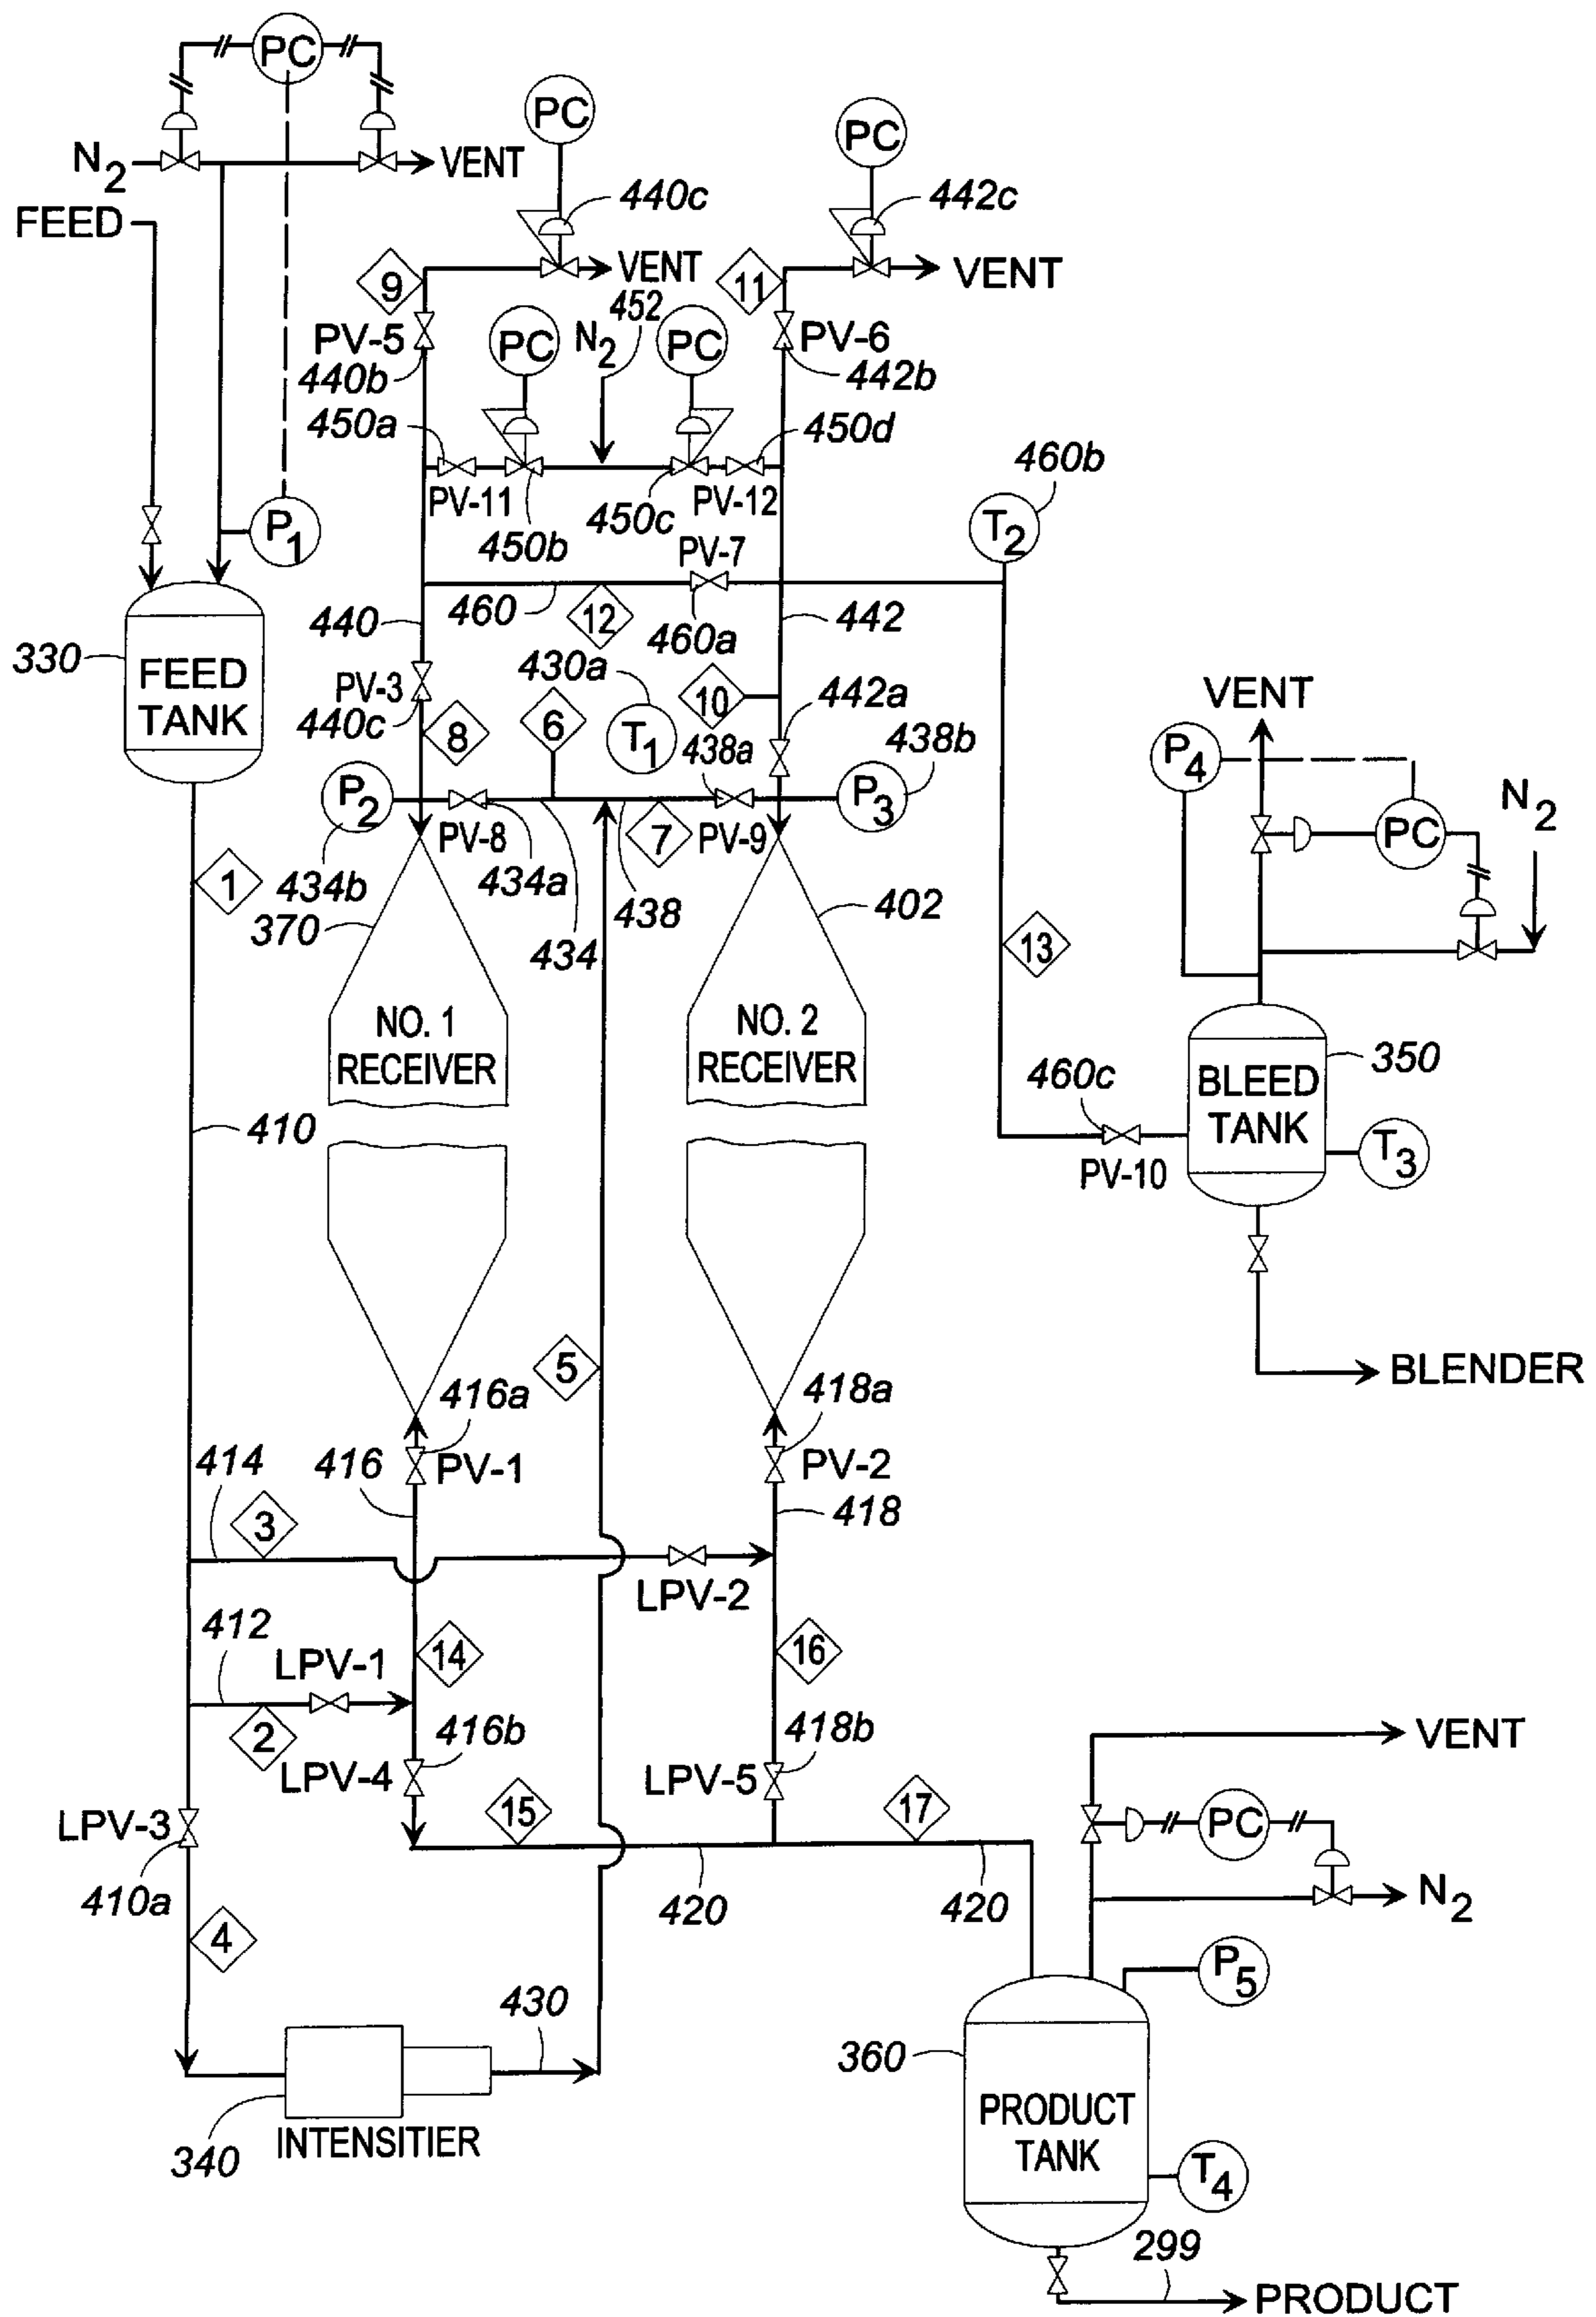 PC
N2
VENT
FEED
PC
440c
VENT
9
PV-5
440b
PC
N2
452
PC
PC
442c
VENT
11
PV-6
442b
450a
PV-11
450b
450c
PV-12
450d
P1
PV-7
460
12
460a
T2
460b
330
FEED
TANK
440
442
PV-3
440c
8
6
430a
T1
10
438a
442a
P2
434b
PV-8
434a
434
438
7
PV-9
P3
438b
1
370
402
NO. 1
RECEIVER
NO. 2
RECEIVER
VENT
P4
PC
N2
13
460c
PV-10
BLEED
TANK
350
T3
BLENDER
410
5
416a
PV-1
416
418a
PV-2
418
414
3
LPV-2
412
LPV-1
2
14
16
416b
LPV-4
418b
LPV-5
LPV-3
410a
15
17
420
420
4
VENT
PC
N2
P5
430
340
INTENSITIER
360
PRODUCT
TANK
T4
299
PRODUCT